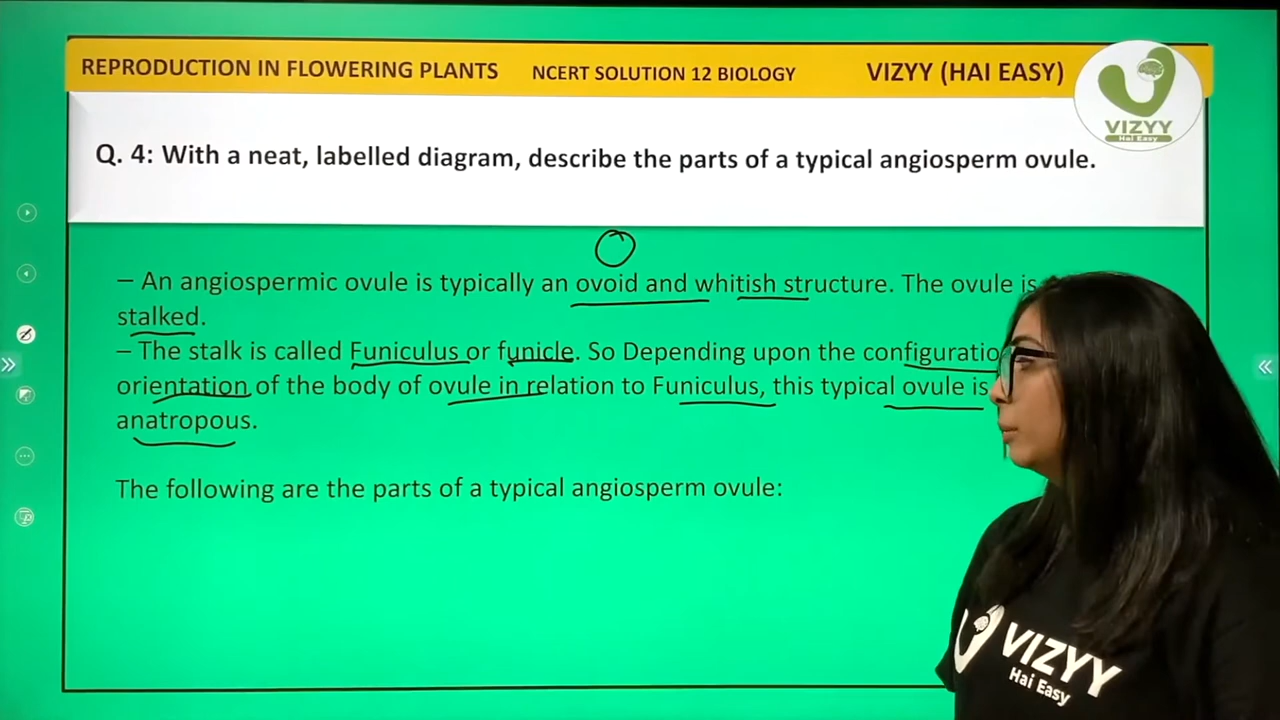 REPRODUCTION IN FLOWERING PLANTS NCERT SOLUTION 12 BIOLOGY VIZYY (HAI EASY)
VIZYY
Hai Easy
Q. 4: With a neat, labelled diagram, describe the parts of a typical angiosperm ovule.
– An angiospermic ovule is typically an ovoid and whitish structure. The ovule is
stalked.
– The stalk is called Funiculus or funicle. So Depending upon the
orientation of the body of ovule in relation to Funiculus, this typical ovule is
anatropous.
The following are the parts of a typical angiosperm ovule:
VIZYY
Hai Easy